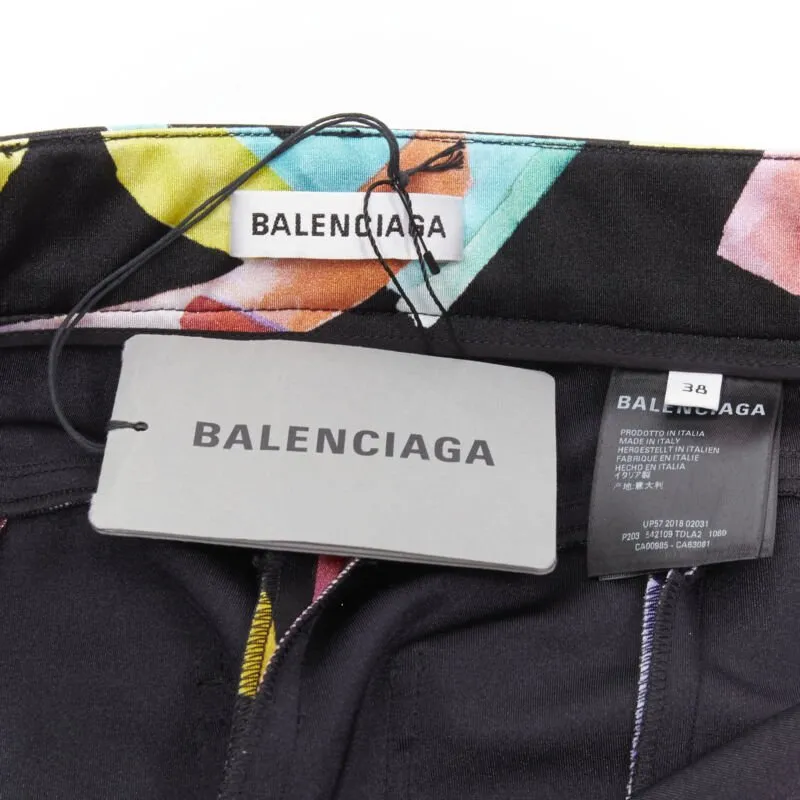 BALENCIAGA
BALENCIAGA
38
BALENCIAGA
PRODOTTO IN ITALIA
MADE IN ITALY
HERGESTELLT IN ITALIEN
FABRIQUE EN ITALIE
HECHO EN ITALIA
イタリア製
产地:意大利
UP57 2018 02031
P203 542109 TDLA2 1080
CA00985 - CA63081